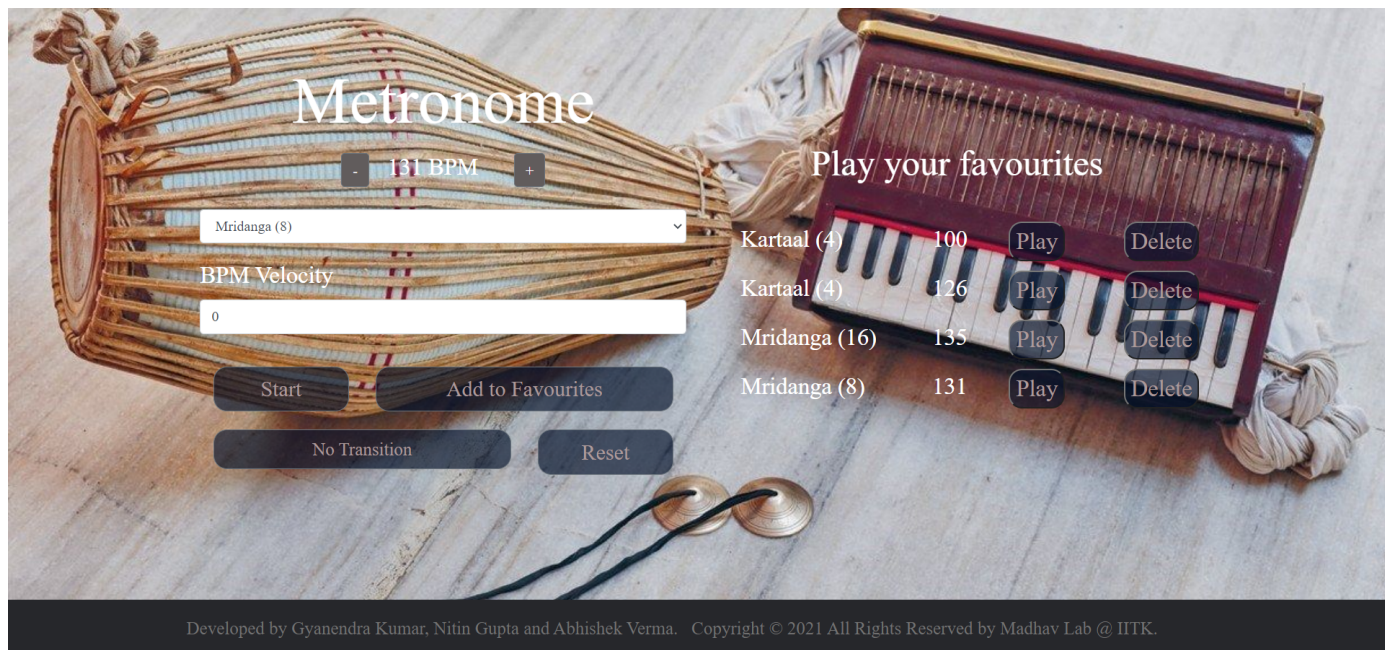 Metronome
- 131 BPM +
Mridanga (8)
BPM Velocity
0
Start Add to Favourites
No Transition Reset
Play your favourites
Kartaal (4) 100 Play Delete
Kartaal (4) 126 Play Delete
Mridanga (16) 135 Play Delete
Mridanga (8) 131 Play Delete
Developed by Gyanendra Kumar, Nitin Gupta and Abhishek Verma. Copyright © 2021 All Rights Reserved by Madhav Lab @ IITK.